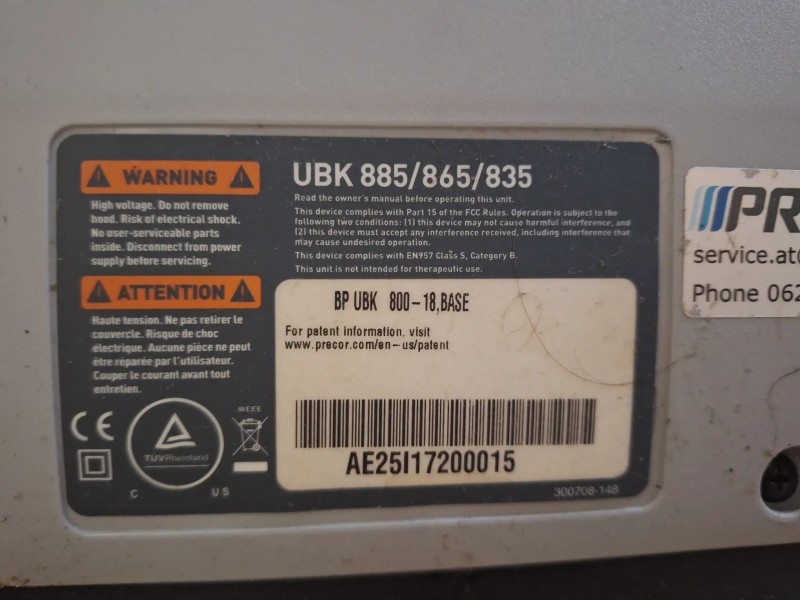 WARNING
High voltage. Do not remove
hood. Risk of electrical shock.
No user-serviceable parts
inside. Disconnect from power
supply before servicing.
ATTENTION
Haute tension. Ne pas retirer le
couvercle. Risque de choc
électrique. Aucune pièce ne peut
être réparée par l'utilisateur.
Couper le courant avant tout
entretien.
CE
TÜVRheinland
C US
WEEE
UBK 885/865/835
Read the owner's manual before operating this unit.
This device complies with Part 15 of the FCC Rules. Operation is subject to the
following two conditions: (1) this device may not cause harmful interference, and
(2) this device must accept any interference received, including interference that
may cause undesired operation.
This device complies with EN957 Class S, Category B.
This unit is not intended for therapeutic use.
BP UBK 800-18,BASE
For patent information, visit
www.precor.com/en-us/patent
AE25I17200015
300708-148
PR
service.at
Phone 062